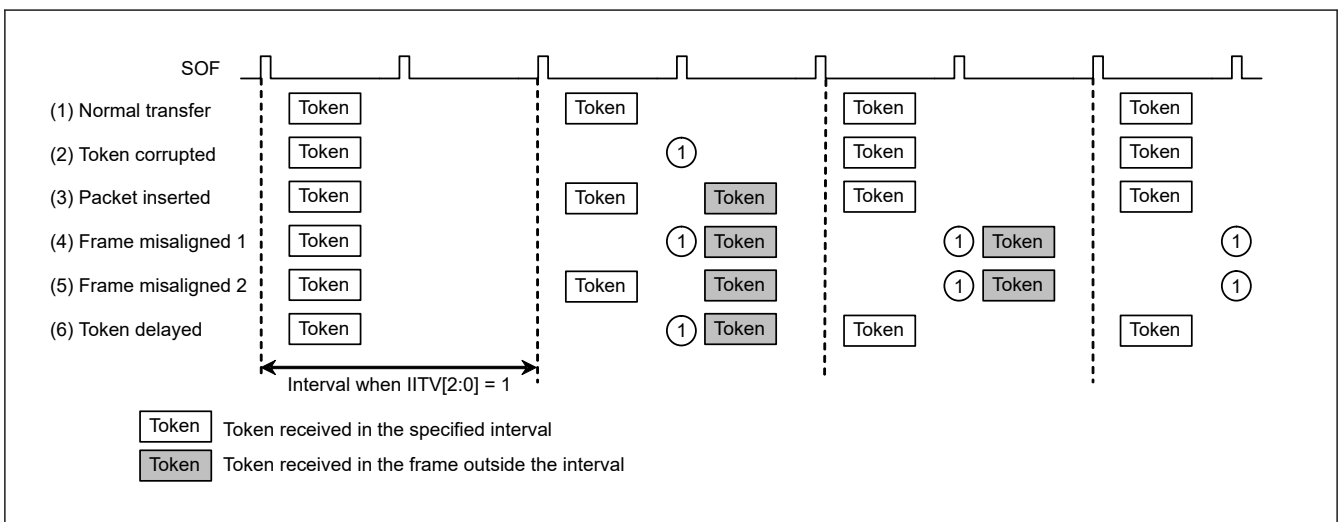 SOF
(1) Normal transfer Token Token Token Token
(2) Token corrupted Token 1 Token Token
(3) Packet inserted Token Token Token Token Token
(4) Frame misaligned 1 Token 1 Token 1 Token 1
(5) Frame misaligned 2 Token Token Token 1 Token 1
(6) Token delayed Token 1 Token Token Token
Interval when IITV[2:0] = 1
Token Token received in the specified interval
Token Token received in the frame outside the interval